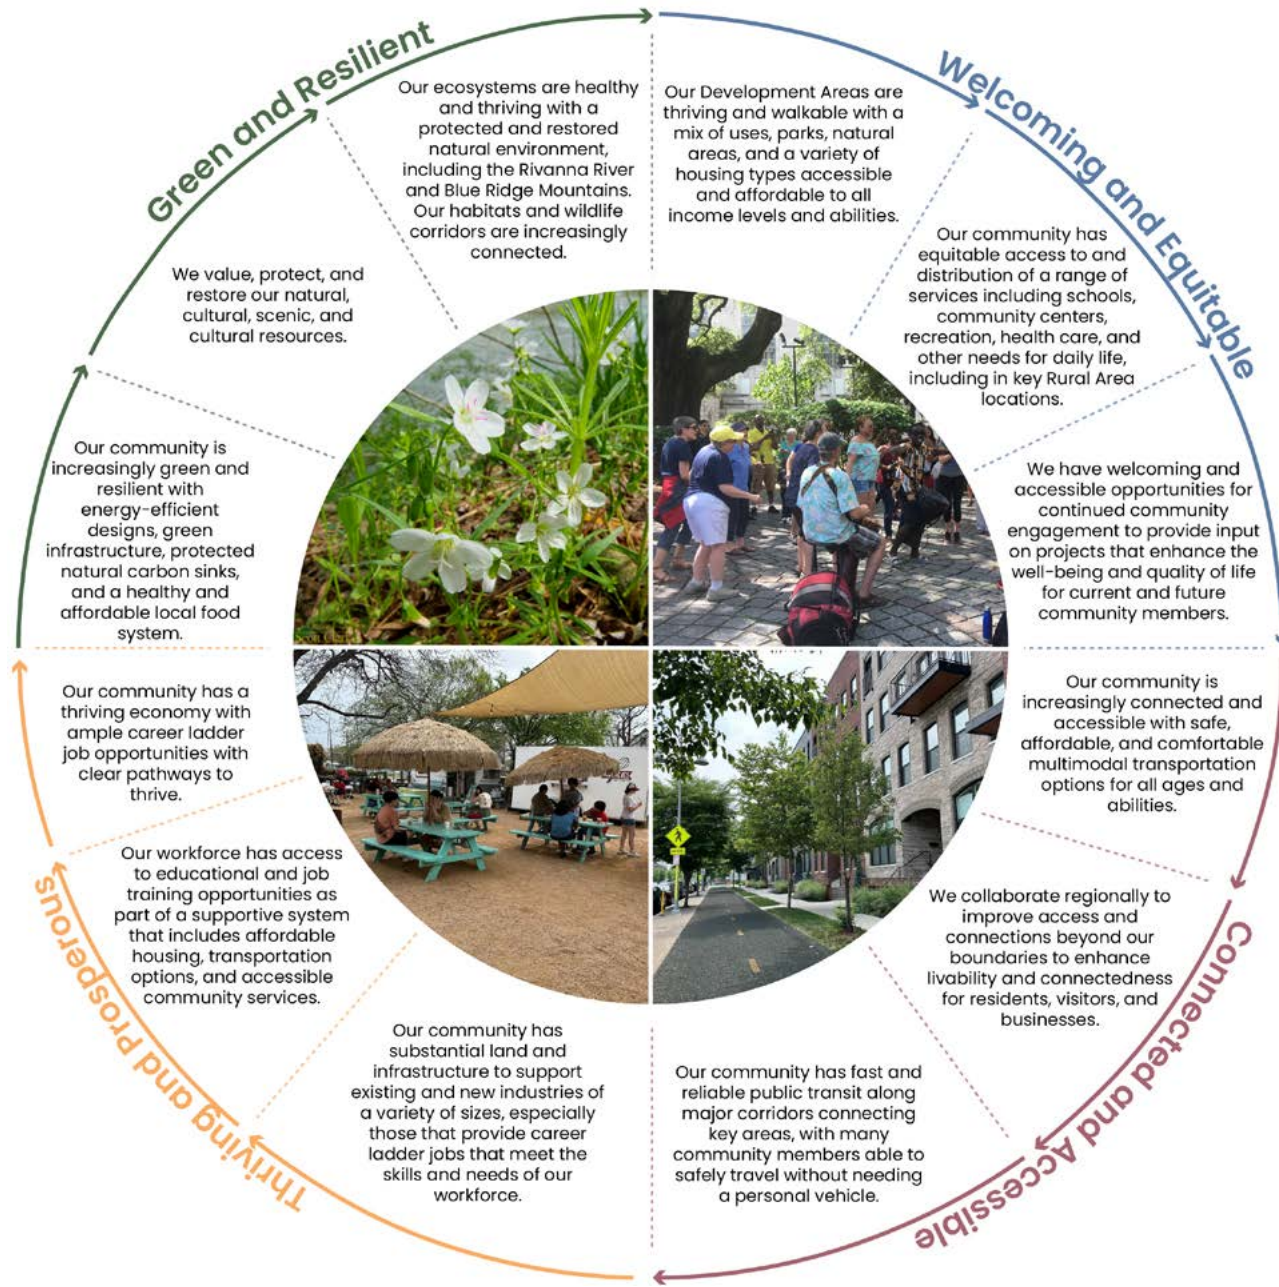 Green and Resilient
Our ecosystems are healthy
and thriving with a
protected and restored
natural environment,
including the Rivanna River
and Blue Ridge Mountains.
Our habitats and wildlife
corridors are increasingly
connected.
We value, protect, and
restore our natural,
cultural, scenic, and
cultural resources.
Our community is
increasingly green and
resilient with
energy-efficient
designs, green
infrastructure, protected
natural carbon sinks,
and a healthy and
affordable local food
system.
Welcoming and Equitable
Our Development Areas are
thriving and walkable with a
mix of uses, parks, natural
areas, and a variety of
housing types accessible
and affordable to all
income levels and abilities.
Our community has
equitable access to and
distribution of a range of
services including schools,
community centers,
recreation, health care, and
other needs for daily life,
including in key Rural Area
locations.
We have welcoming and
accessible opportunities for
continued community
engagement to provide input
on projects that enhance the
well-being and quality of life
for current and future
community members.
Connected and Accessible
Our community is
increasingly connected and
accessible with safe,
affordable, and comfortable
multimodal transportation
options for all ages and
abilities.
We collaborate regionally to
improve access and
connections beyond our
boundaries to enhance
livability and connectedness
for residents, visitors, and
businesses.
Our community has fast and
reliable public transit along
major corridors connecting
key areas, with many
community members able to
safely travel without needing
a personal vehicle.
Thriving and Prosperous
Our community has
substantial land and
infrastructure to support
existing and new industries of
a variety of sizes, especially
those that provide career
ladder jobs that meet the
skills and needs of our
workforce.
Our workforce has access
to educational and job
training opportunities as
part of a supportive system
that includes affordable
housing, transportation
options, and accessible
community services.
Our community has a
thriving economy with
ample career ladder
job opportunities with
clear pathways to
thrive.